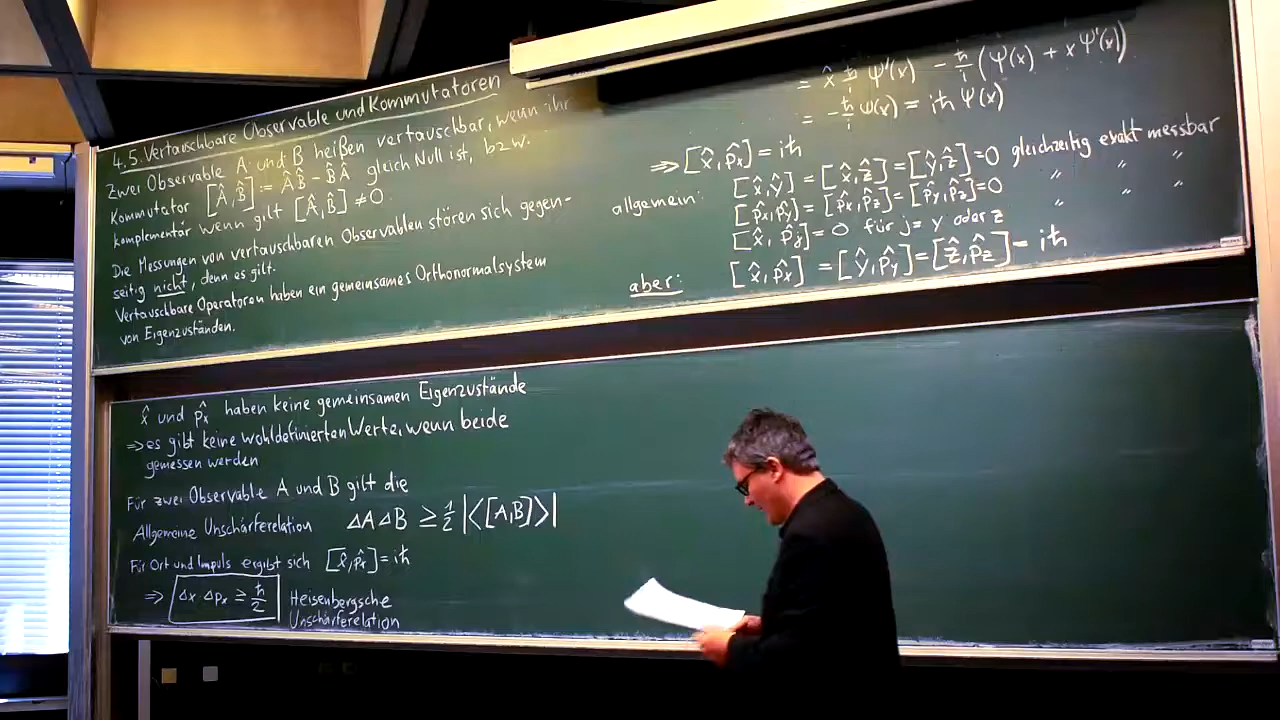 4.5. Vertauschbare Observable und Kommutatoren
Zwei Observable A und B heißen vertauschbar, wenn ihr
Kommutator [Â,B̂] := ÂB̂ - B̂Â gleich Null ist, bzw.
komplementär wenn gilt [Â,B̂] ≠ 0
Die Messungen von vertauschbaren Observablen stören sich gegen-
seitig nicht, denn es gilt:
Vertauschbare Operatoren haben ein gemeinsames Orthonormalsystem
von Eigenzuständen.
= x̂ ℏ/i Ψ'(x) - ℏ/i (Ψ(x) + x Ψ'(x))
= - ℏ/i Ψ(x) = iℏ Ψ(x)
⇒ [x̂, p̂x] = iℏ
allgemein: [x̂,ŷ] = [x̂,ẑ] = [ŷ,ẑ] = 0 gleichzeitig exakt messbar
[p̂x,p̂y] = [p̂x,p̂z] = [p̂y,p̂z] = 0 " " "
[x̂, p̂j] = 0 für j = y oder z " " "
aber: [x̂,p̂x] = [ŷ,p̂y] = [ẑ,p̂z] = iℏ
x̂ und p̂x haben keine gemeinsamen Eigenzustände
⇒ es gibt keine wohldefinierten Werte, wenn beide
gemessen werden
Für zwei Observable A und B gilt die
Allgemeine Unschärferelation ΔA ΔB ≥ 1/2 |<[A,B]>|
Für Ort und Impuls ergibt sich [x̂,p̂x] = iℏ
⇒ Δx · Δpx ≥ ℏ/2 Heisenbergsche
Unschärferelation